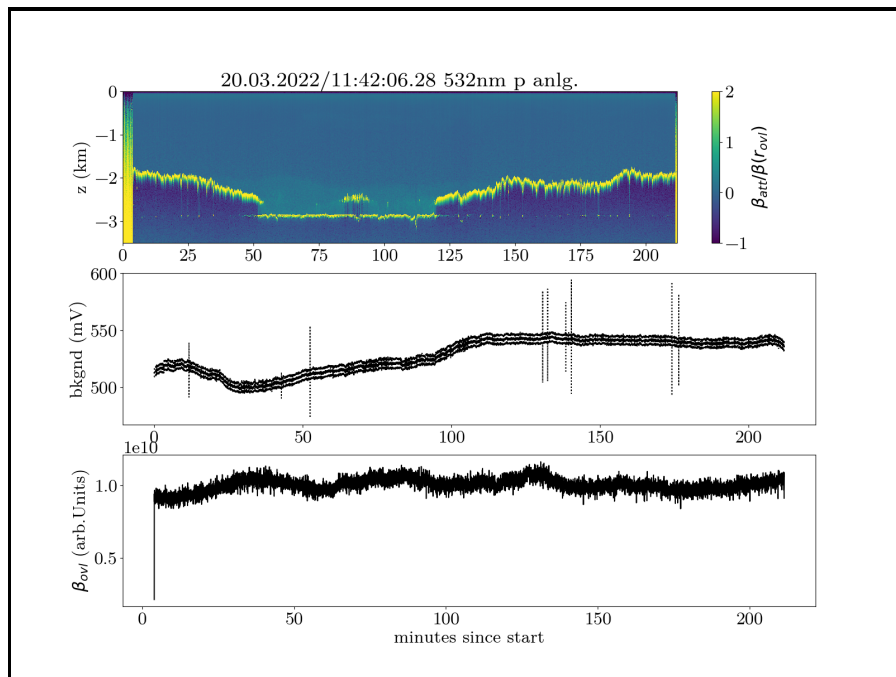 20.03.2022/11:42:06.28 532nm p anlg.
0
−1
−2
−3
z (km)
0 25 50 75 100 125 150 175 200
2
1
0
−1
β_att/β(r_ovl)
600
550
500
bkgnd (mV)
0 50 100 150 200
1e10
1.0
0.5
β_ovl (arb.Units)
0 50 100 150 200
minutes since start